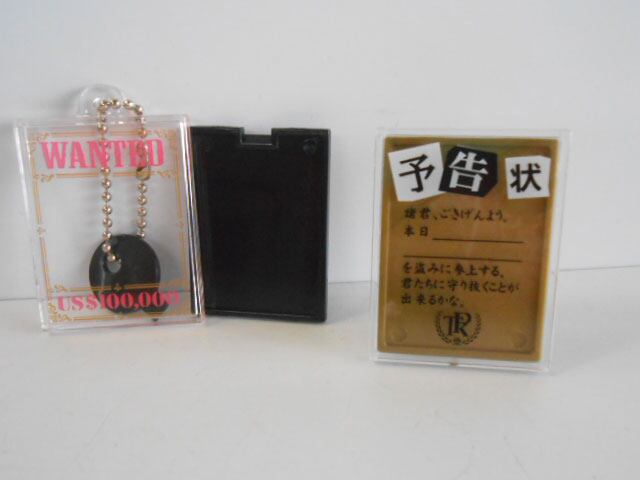 WANTED
US$100,000
予告状
諸君、ごきげんよう。
本日
を盗みに参上する。
君たちに守り抜くことが
出来るかな。
TR